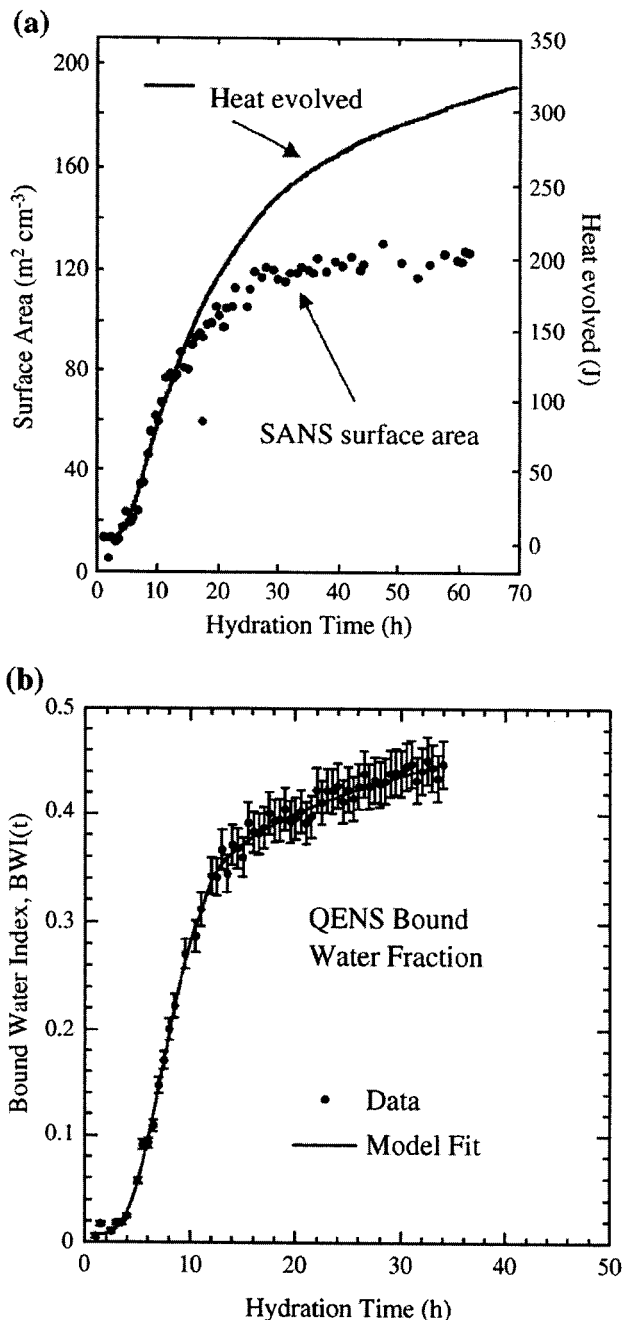 (a)
350
200
Heat evolved
300
160
250
Surface Area (m² cm⁻³)
120
200
Heat evolved (J)
150
80
100
SANS surface area
40
50
0
0
0 10 20 30 40 50 60 70
Hydration Time (h)
(b)
0.5
0.4
Bound Water Index, BWI(t)
0.3
QENS Bound
Water Fraction
0.2
Data
0.1
Model Fit
0
0 10 20 30 40 50
Hydration Time (h)